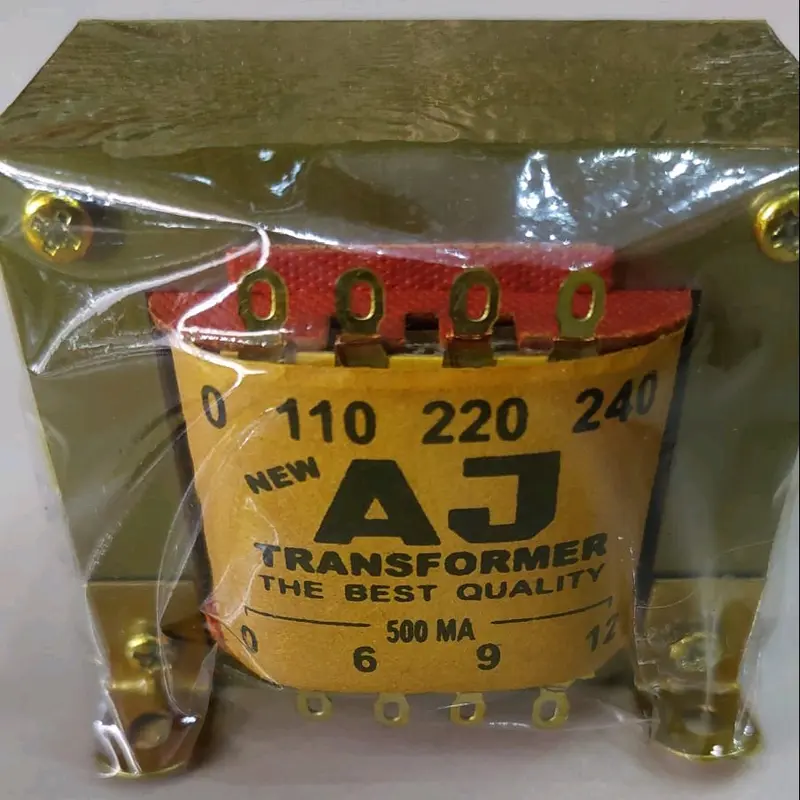 0 110 220 240
NEW AJ
TRANSFORMER
THE BEST QUALITY
500 MA
0 6 9 12